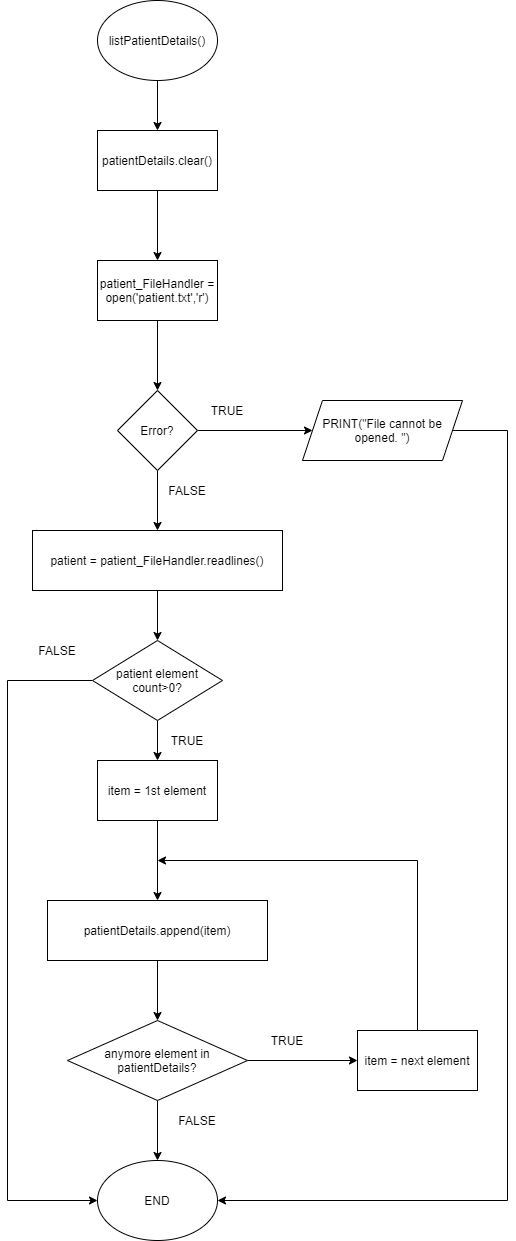 listPatientDetails()
patientDetails.clear()
patient_FileHandler =
open('patient.txt','r')
Error?
TRUE
PRINT("File cannot be
opened. ")
FALSE
patient = patient_FileHandler.readlines()
FALSE
patient element
count>0?
TRUE
item = 1st element
patientDetails.append(item)
anymore element in
patientDetails?
TRUE
item = next element
FALSE
END